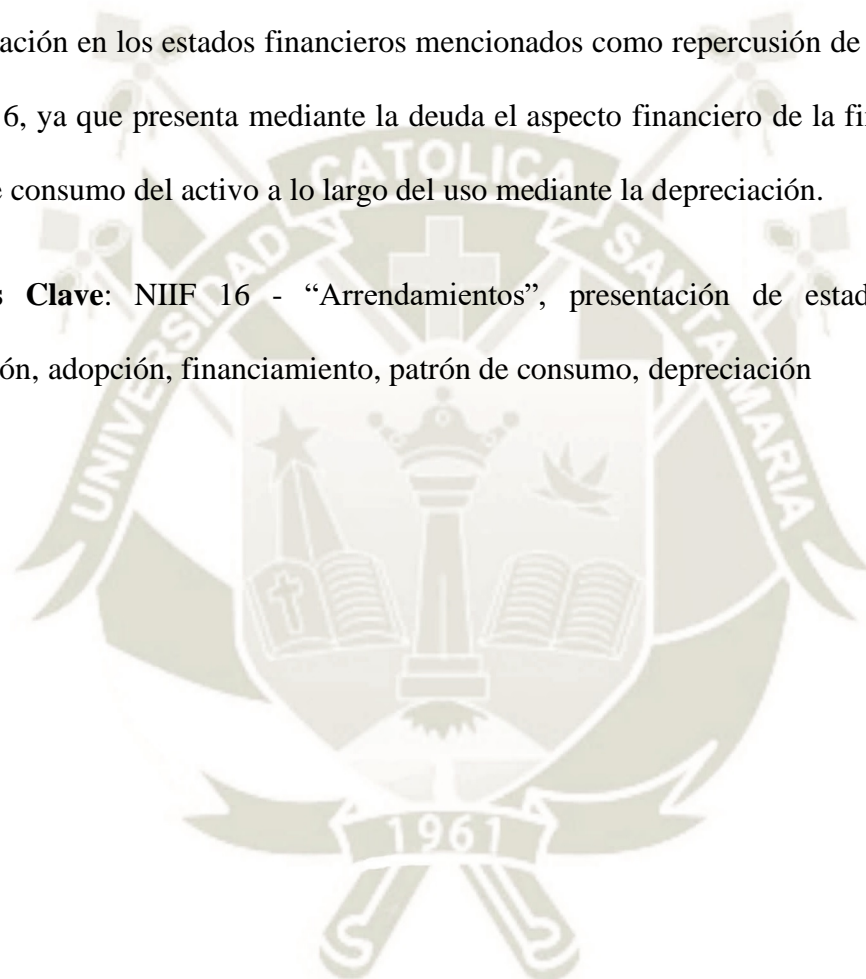 ación en los estados financieros mencionados como repercusión de
6, ya que presenta mediante la deuda el aspecto financiero de la fi
e consumo del activo a lo largo del uso mediante la depreciación.
s Clave: NIIF 16 - “Arrendamientos”, presentación de estad
ón, adopción, financiamiento, patrón de consumo, depreciación
UNIVERSIDAD CATOLICA SANTA MARIA
1961